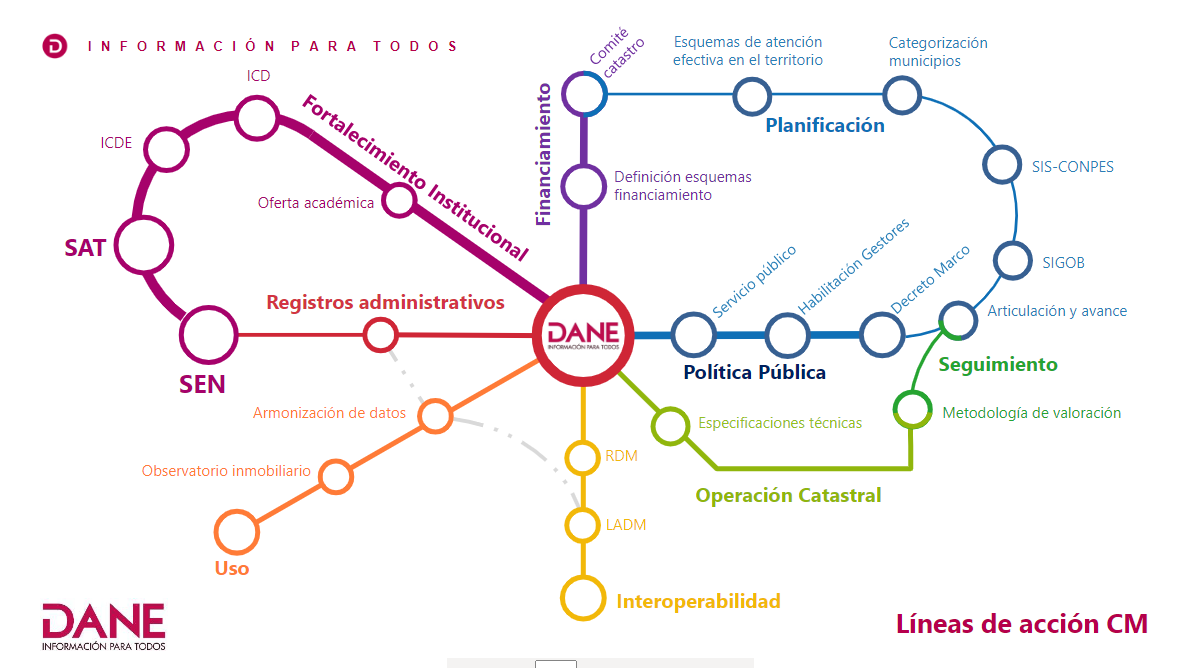 D INFORMACIÓN PARA TODOS
ICD
ICDE
Fortalecimiento Institucional
Oferta académica
SAT
SEN
Registros administrativos
Comité
catastro
Financiamiento
Definición esquemas
financiamiento
Esquemas de atención
efectiva en el territorio
Categorización
municipios
Planificación
SIS-CONPES
SIGOB
Servicio público
Habilitación Gestores
Decreto Marco
Articulación y avance
DANE
INFORMACIÓN PARA TODOS
Política Pública
Seguimiento
Metodología de valoración
Armonización de datos
Observatorio inmobiliario
Uso
RDM
LADM
Interoperabilidad
Especificaciones técnicas
Operación Catastral
DANE
INFORMACIÓN PARA TODOS
Líneas de acción CM